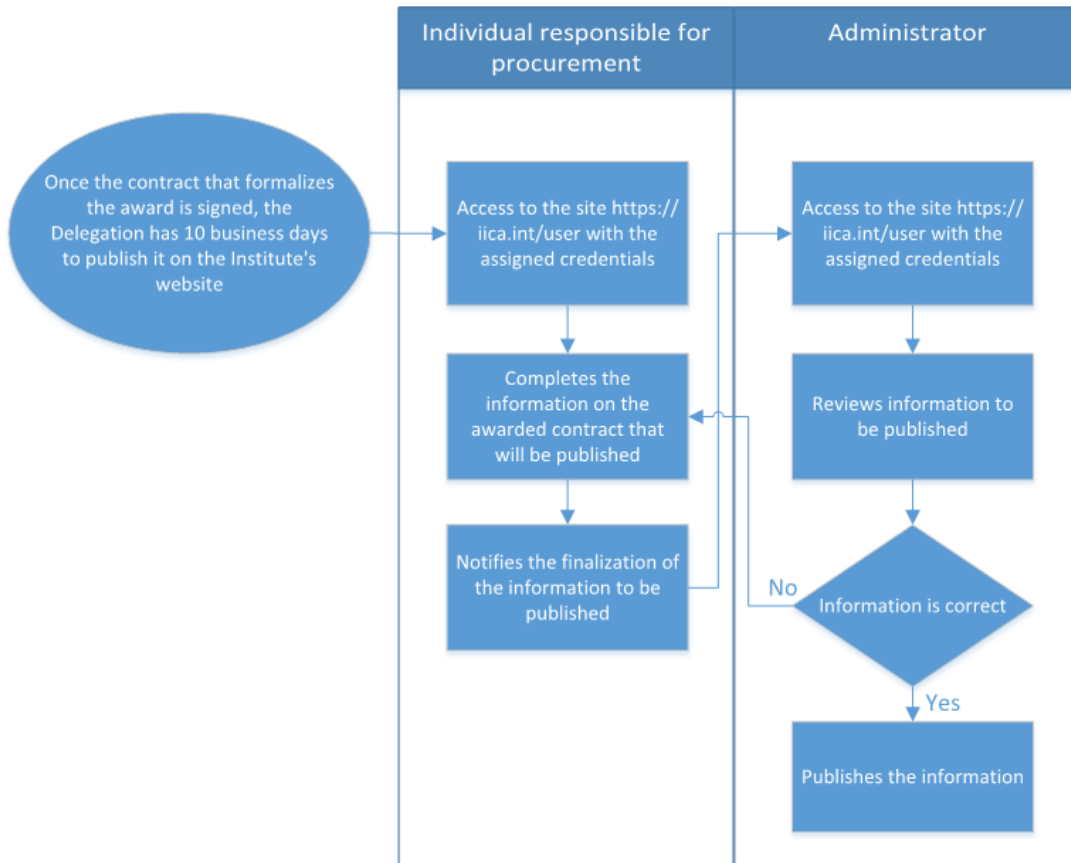 Individual responsible for
procurement
Administrator
Once the contract that formalizes
the award is signed, the
Delegation has 10 business days
to publish it on the Institute's
website
Access to the site https://
iica.int/user with the
assigned credentials
Completes the
information on the
awarded contract that
will be published
Notifies the finalization of
the information to be
published
Access to the site https://
iica.int/user with the
assigned credentials
Reviews information to
be published
Information is correct
No
Yes
Publishes the information